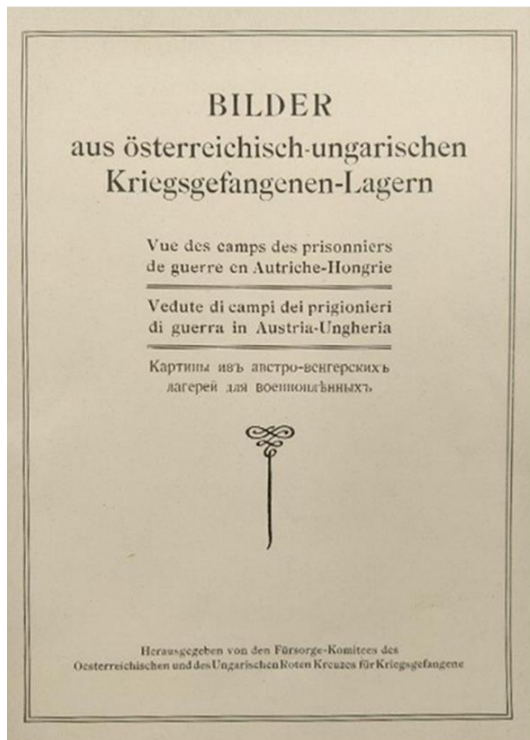 BILDER
aus österreichisch-ungarischen
Kriegsgefangenen-Lagern
Vue des camps des prisonniers
de guerre en Autriche-Hongrie
Vedute di campi dei prigionieri
di guerra in Austria-Ungheria
Картины изъ австро-венгерскихъ
лагерей для военноплѣнныхъ
Herausgegeben von den Fürsorge-Komitees des
Oesterreichischen und des Ungarischen Roten Kreuzes für Kriegsgefangene